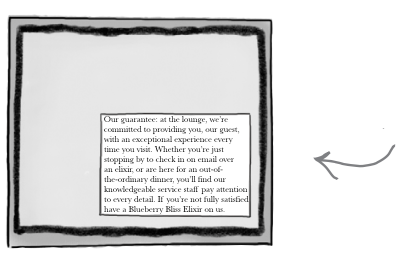 Our guarantee: at the lounge, we're
committed to providing you, our guest,
with an exceptional experience every
time you visit. Whether you're just
stopping by to check in on email over
an elixir, or are here for an out-of-
the-ordinary dinner, you'll find our
knowledgeable service staff pay attention
to every detail. If you're not fully satisfied
have a Blueberry Bliss Elixir on us.